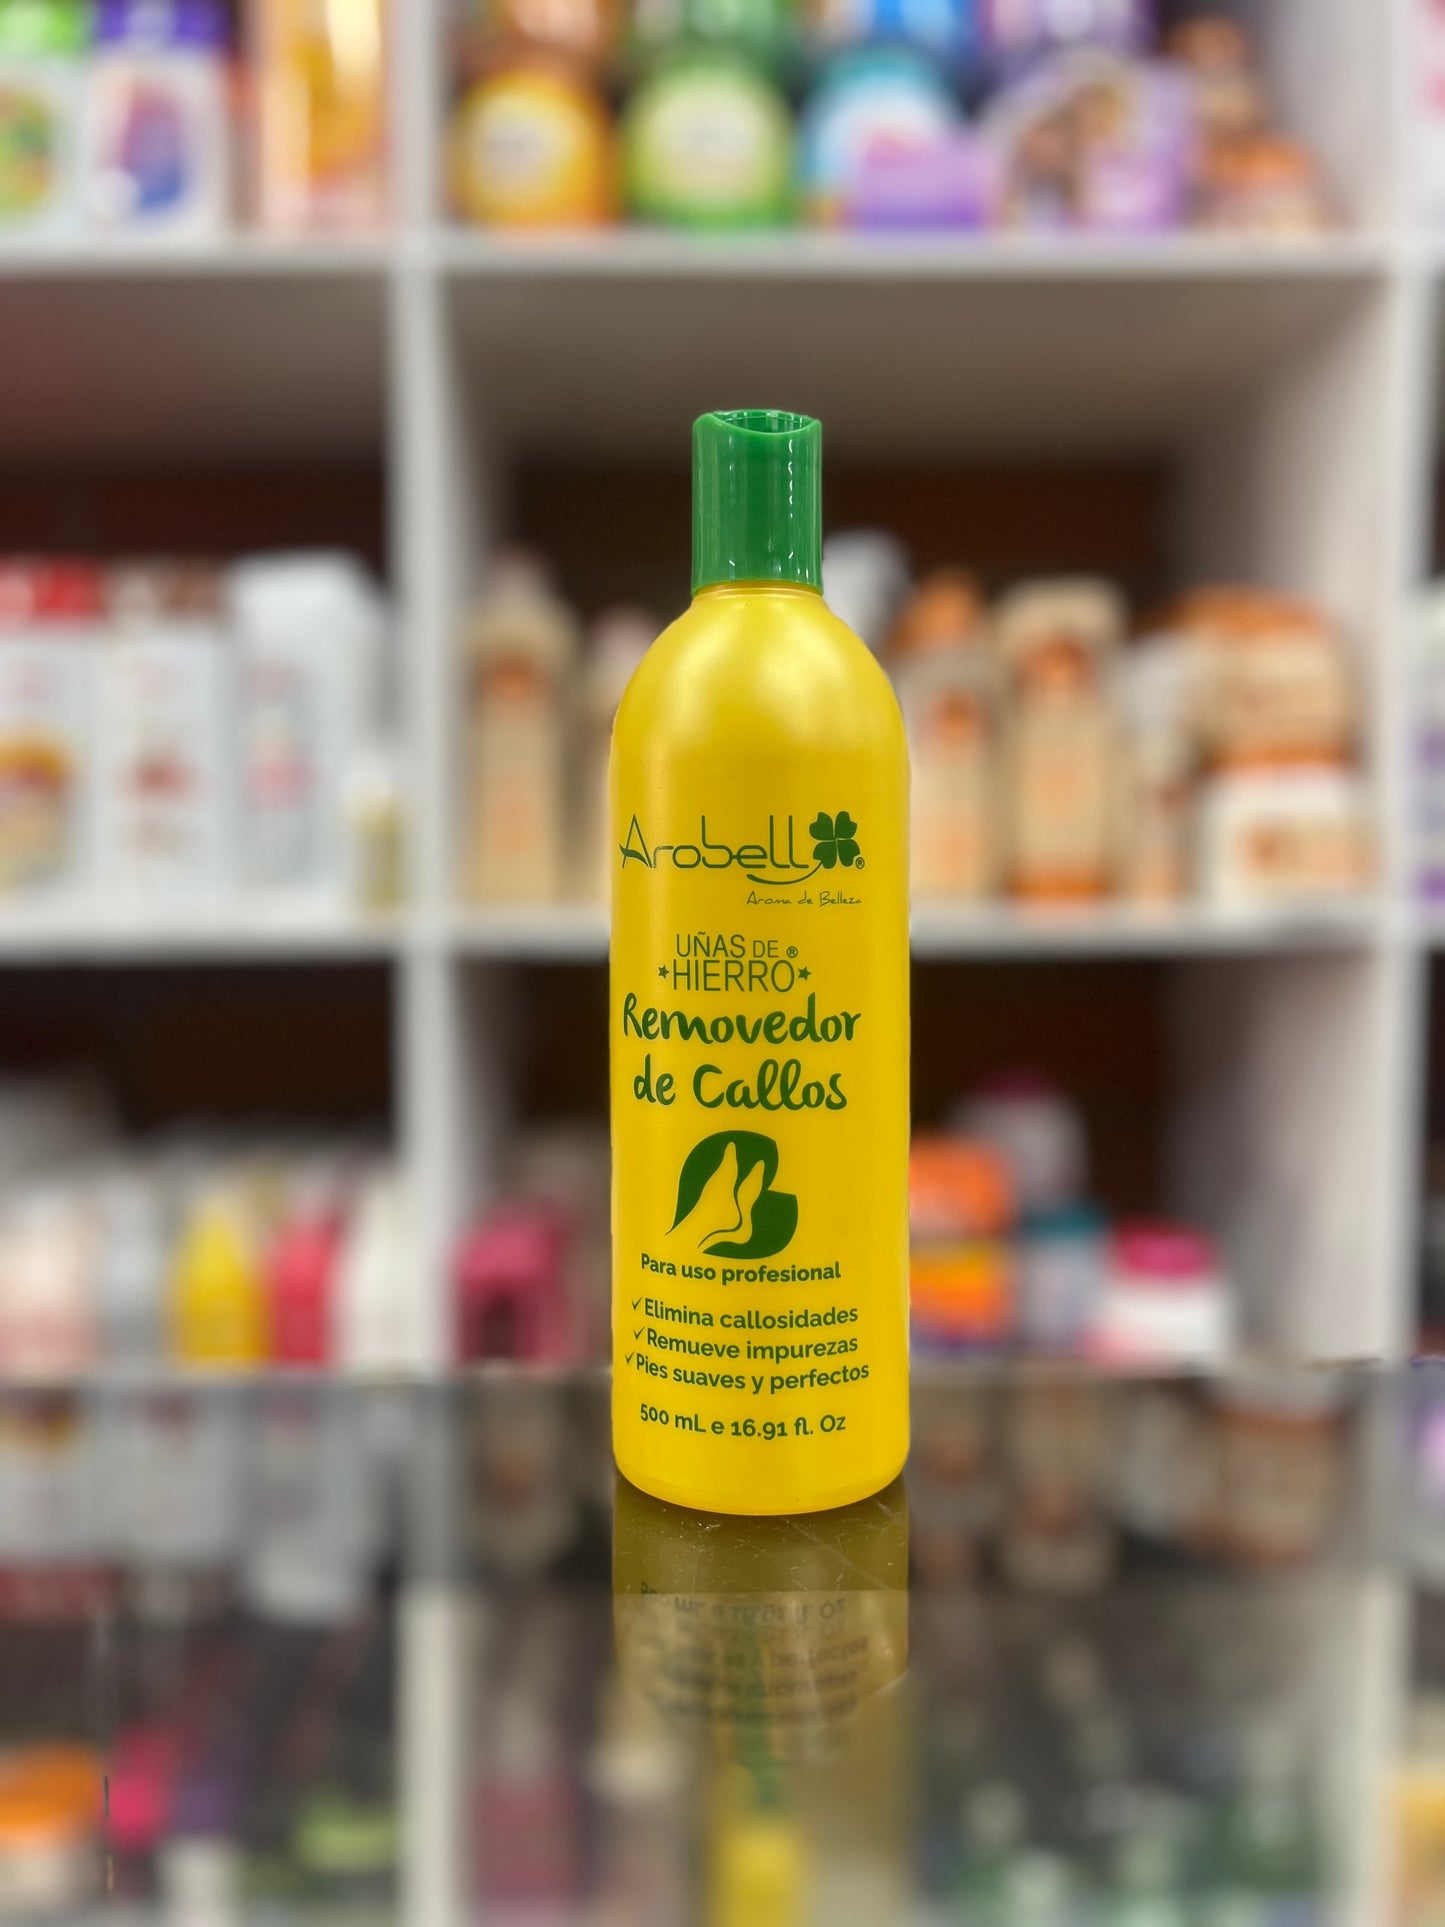 Arobell ®
Aroma de Belleza
UÑAS DE ®
HIERRO
Removedor
de Callos
Para uso profesional
✓Elimina callosidades
✓Remueve impurezas
✓Pies suaves y perfectos
500 mL e 16.91 fl. Oz